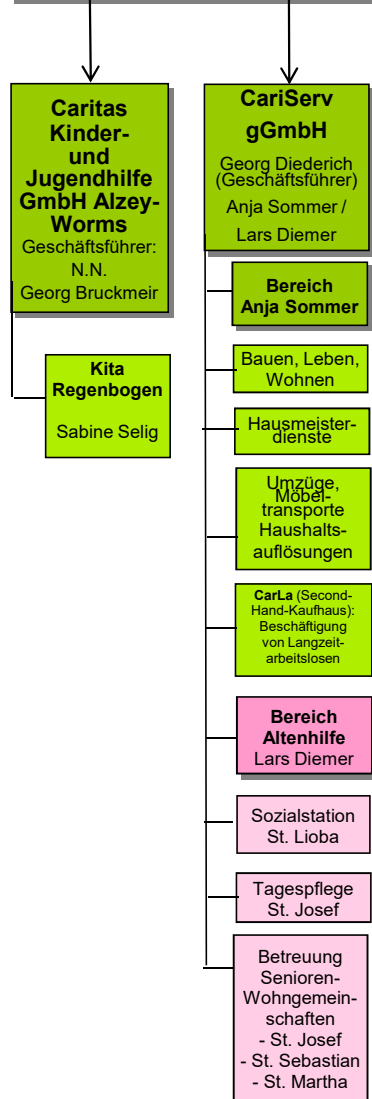 Caritas
Kinder-
und
Jugendhilfe
GmbH Alzey-
Worms
Geschäftsführer:
N.N.
Georg Bruckmeir
Kita
Regenbogen
Sabine Selig
CariServ
gGmbH
Georg Diederich
(Geschäftsführer)
Anja Sommer /
Lars Diemer
Bereich
Anja Sommer
Bauen, Leben,
Wohnen
Hausmeister-
dienste
Umzüge,
Möbel-
transporte
Haushalts-
auflösungen
CarLa (Second-
Hand-Kaufhaus):
Beschäftigung
von Langzeit-
arbeitslosen
Bereich
Altenhilfe
Lars Diemer
Sozialstation
St. Lioba
Tagespflege
St. Josef
Betreuung
Senioren-
Wohngemein-
schaften
- St. Josef
- St. Sebastian
- St. Martha